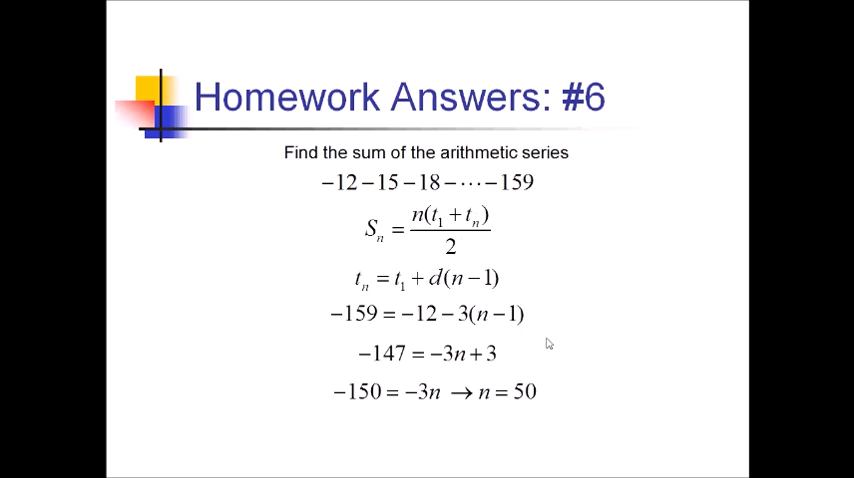 Homework Answers: #6
Find the sum of the arithmetic series
−12 − 15 − 18 − ⋯ − 159
Sₙ = n(t₁ + tₙ) / 2
tₙ = t₁ + d(n − 1)
−159 = −12 − 3(n − 1)
−147 = −3n + 3
−150 = −3n → n = 50